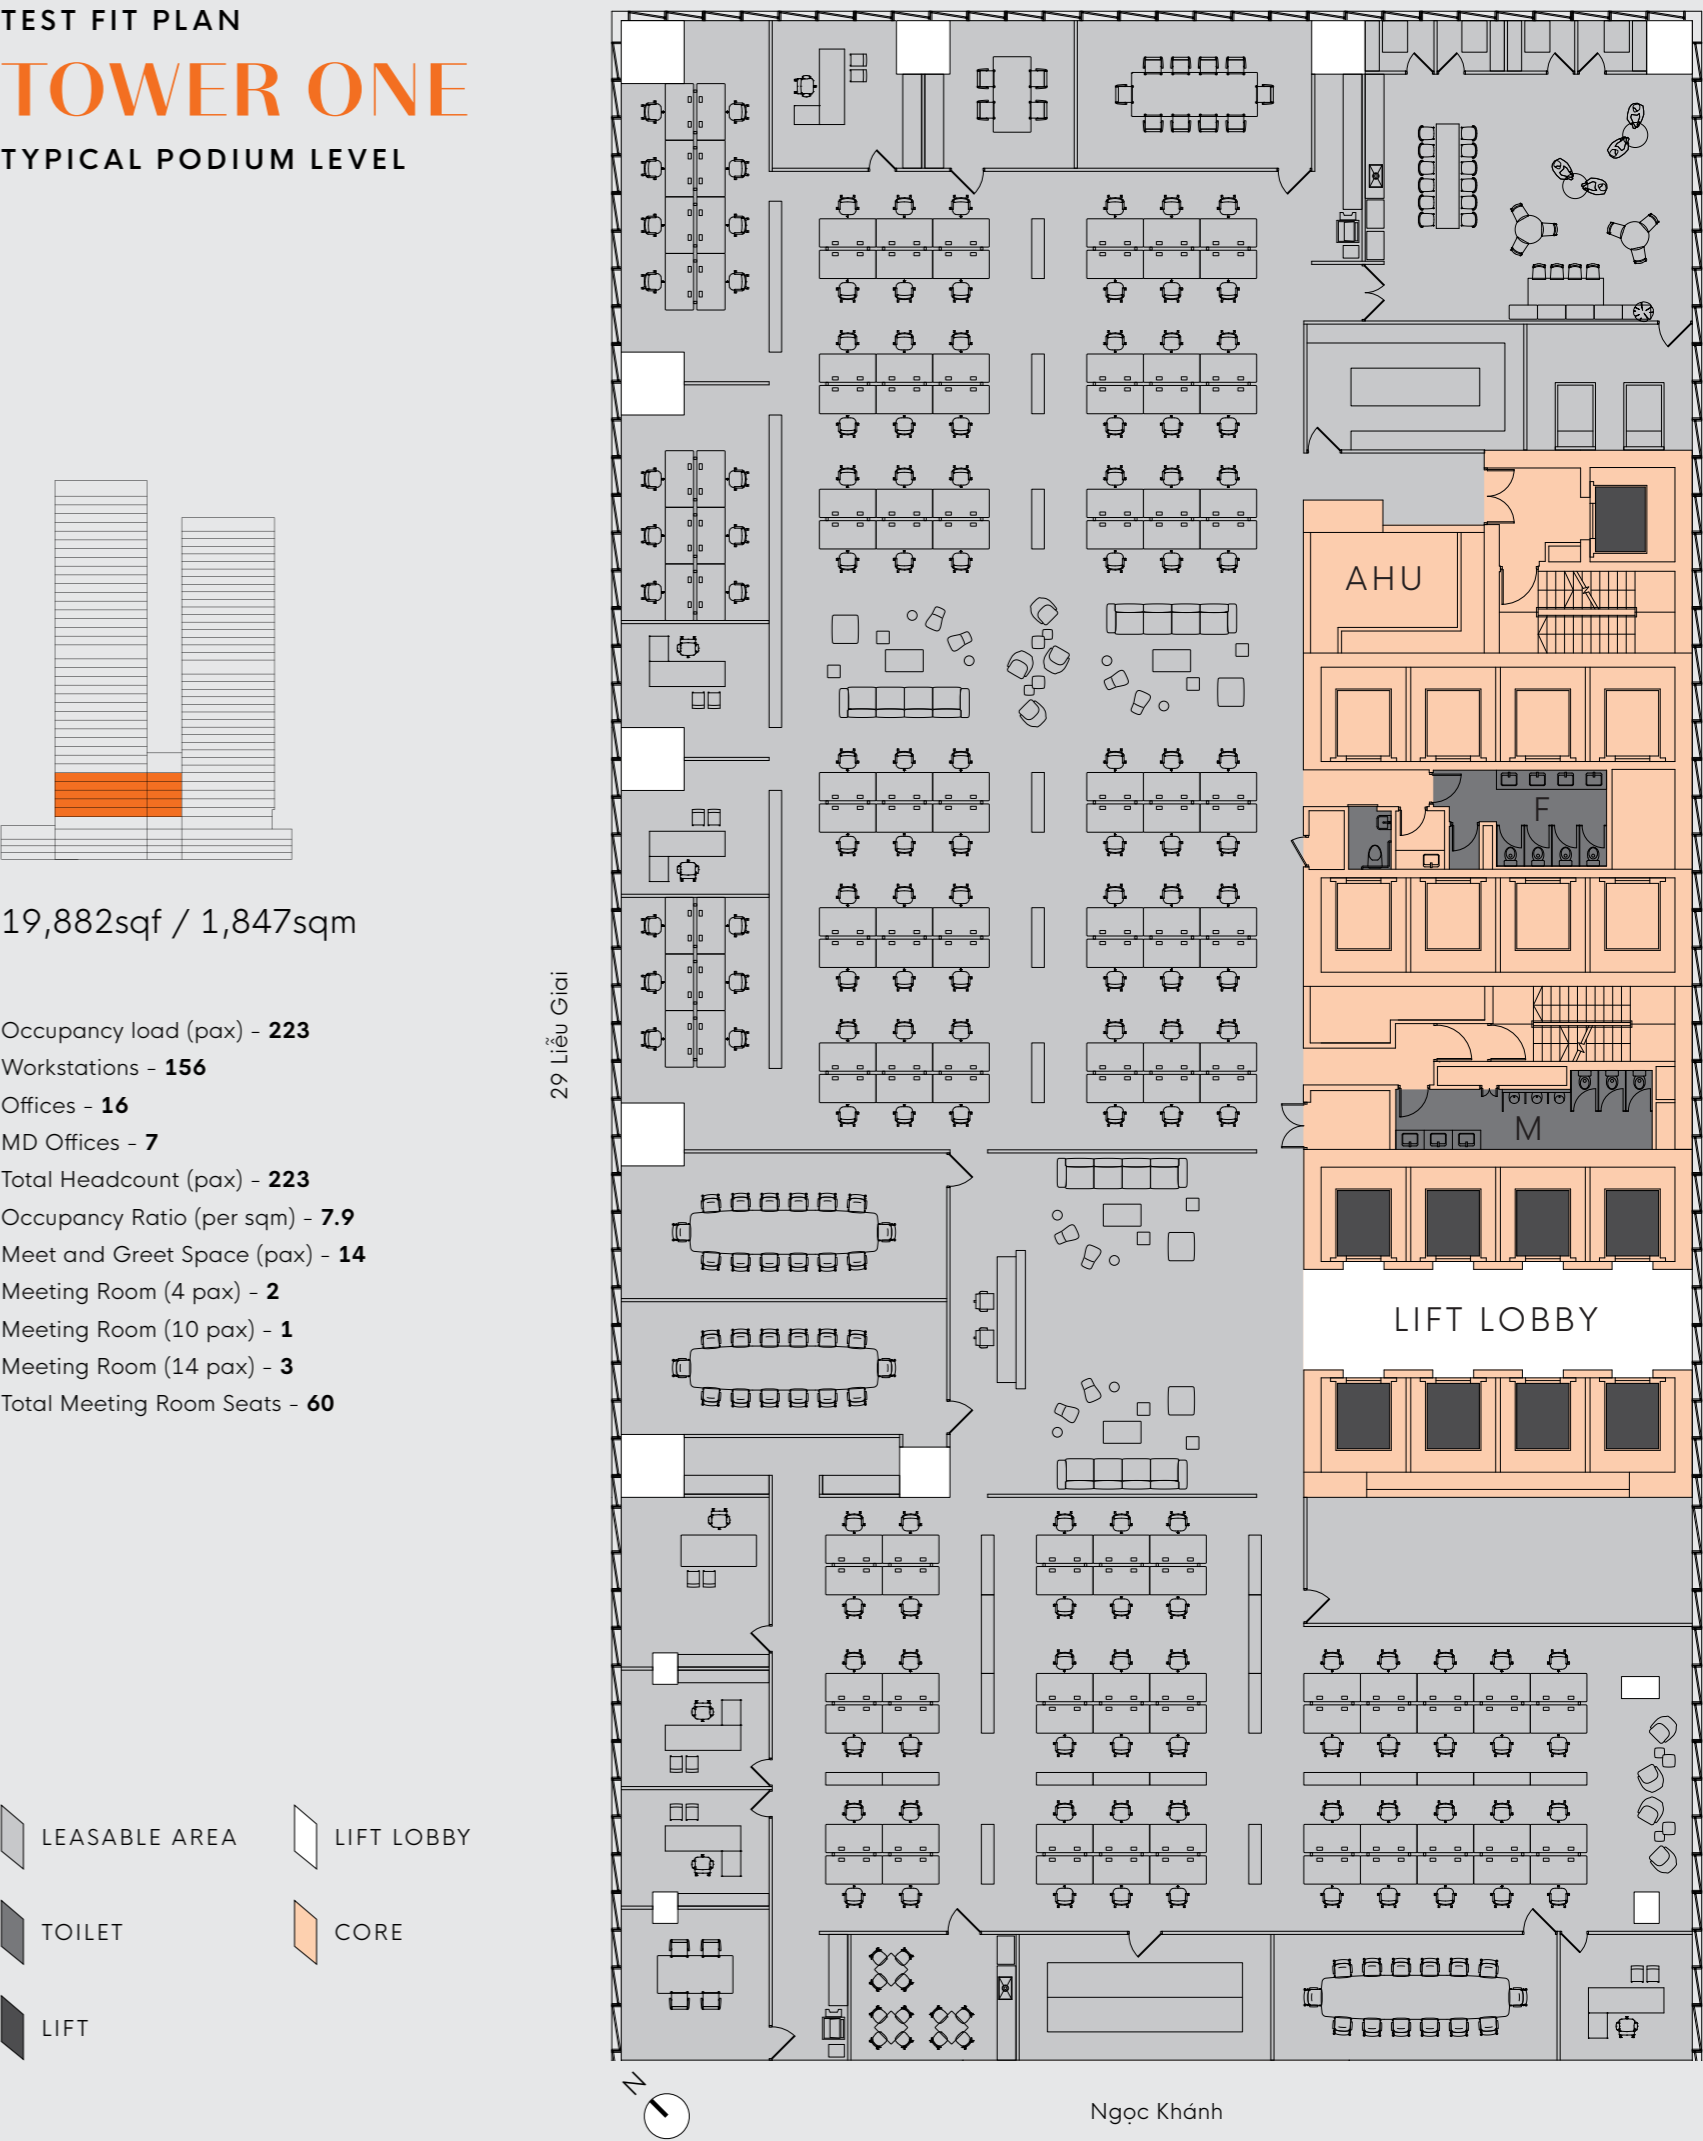 TEST FIT PLAN
TOWER ONE
TYPICAL PODIUM LEVEL
19,882sqf / 1,847sqm
Occupancy load (pax) - 223
Workstations - 156
Offices - 16
MD Offices - 7
Total Headcount (pax) - 223
Occupancy Ratio (per sqm) - 7.9
Meet and Greet Space (pax) - 14
Meeting Room (4 pax) - 2
Meeting Room (10 pax) - 1
Meeting Room (14 pax) - 3
Total Meeting Room Seats - 60
LEASABLE AREA
LIFT LOBBY
TOILET
CORE
LIFT
29 Liễu Giai
AHU
F
M
LIFT LOBBY
N
Ngọc Khánh